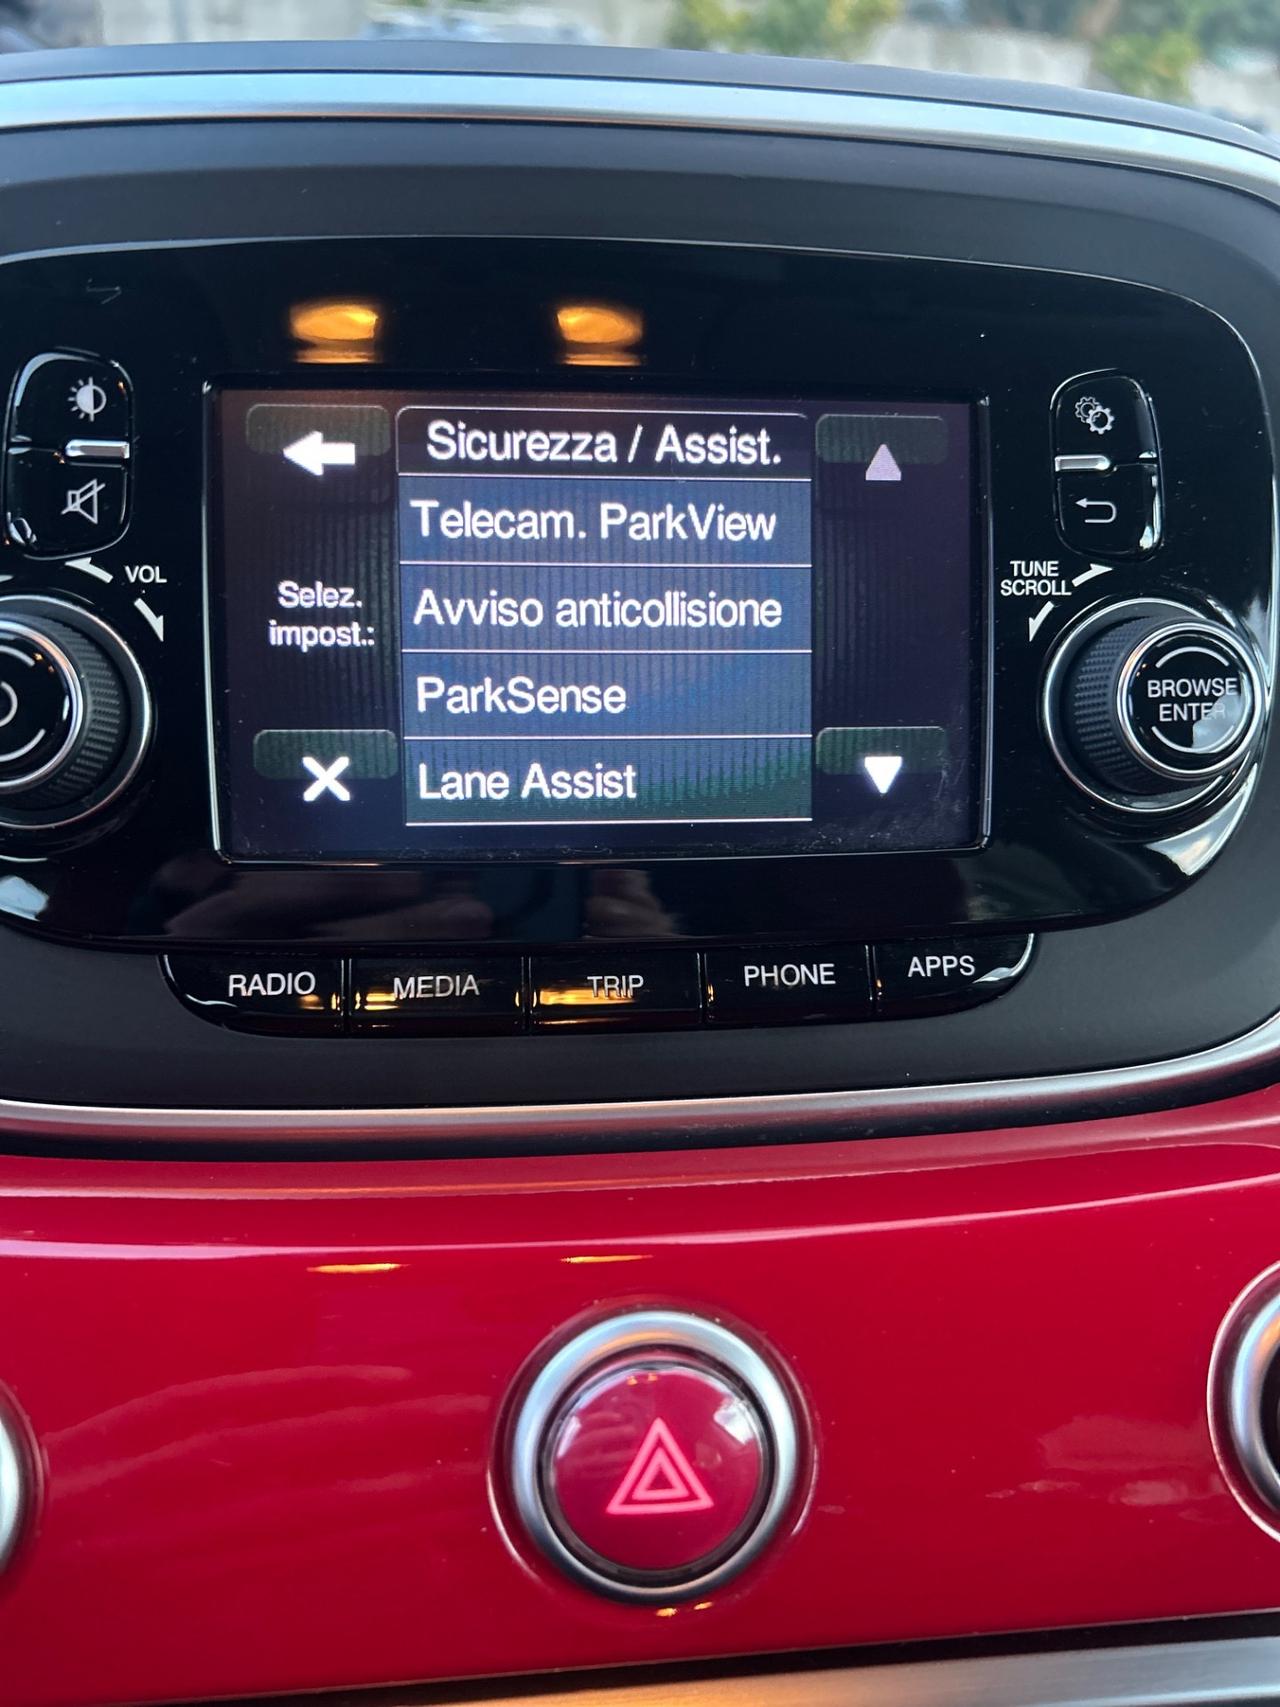 Sicurezza / Assist.
Telecam. ParkView
Selez.
impost.:
Avviso anticollisione
ParkSense
Lane Assist
VOL
TUNE
SCROLL
BROWSE
ENTER
RADIO
MEDIA
TRIP
PHONE
APPS